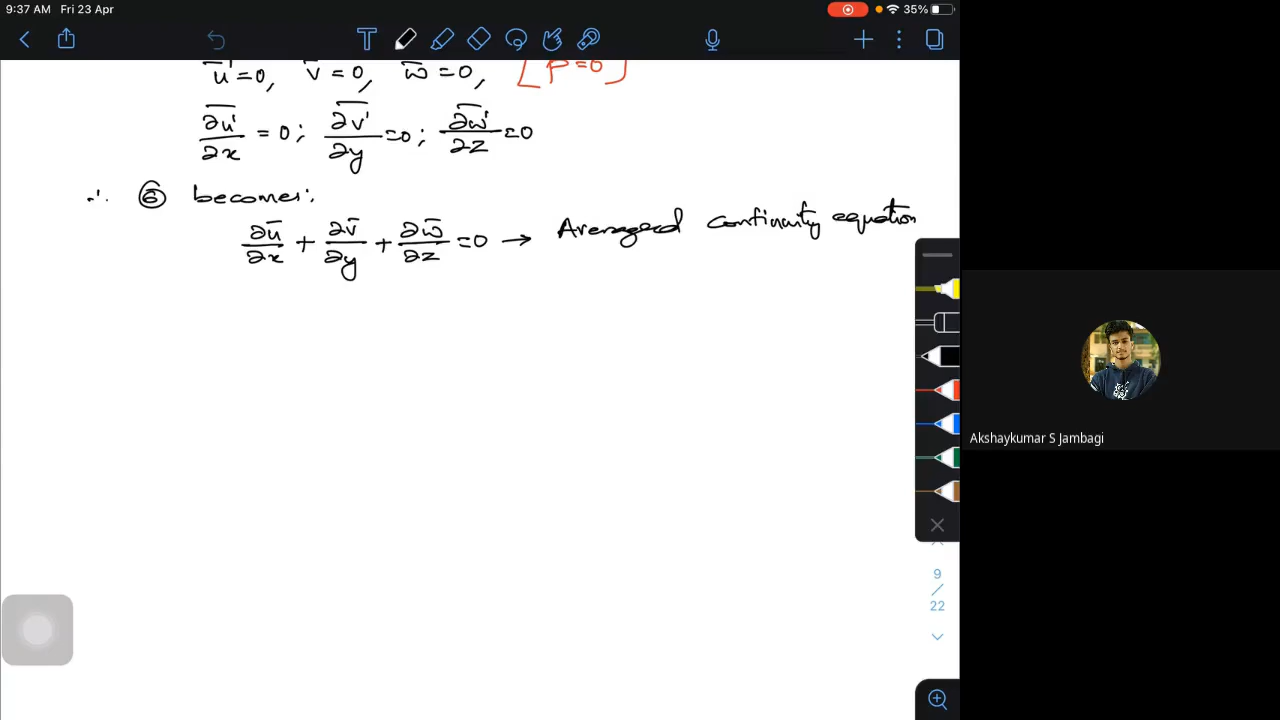 9:37 AM Fri 23 Apr 35%
u̅'=0, v̅=0, w̅=0, [P=0]
∂u̅'/∂x = 0; ∂v̅'/∂y =0; ∂w̅'/∂z =0
∴ ⑥ becomes:
∂u̅/∂x + ∂v̅/∂y + ∂w̅/∂z =0 → Averaged continuity equation
Akshaykumar S Jambagi
9
/
22